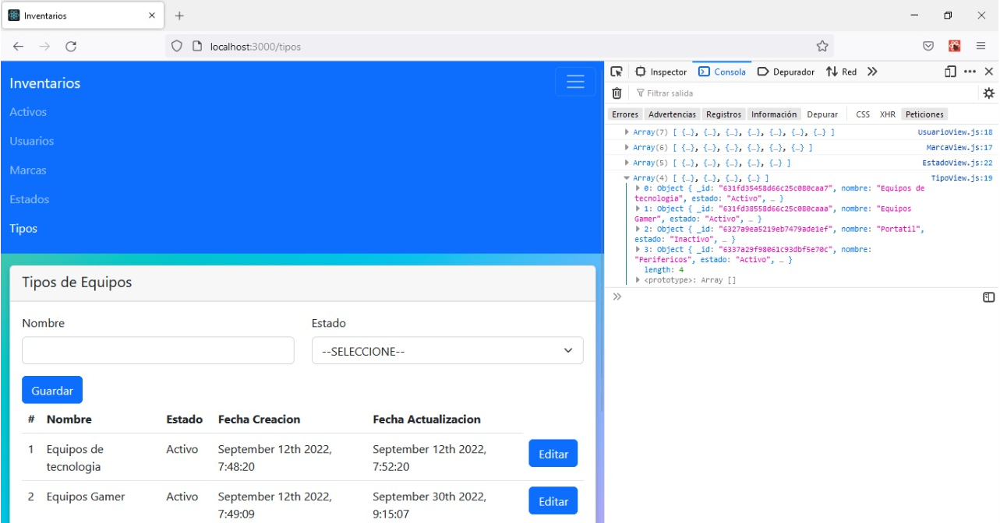 Inventarios
localhost:3000/tipos
Inventarios
Activos
Usuarios
Marcas
Estados
Tipos
Tipos de Equipos
Nombre
Estado
--SELECCIONE--
Guardar
# Nombre Estado Fecha Creacion Fecha Actualizacion
1 Equipos de tecnologia Activo September 12th 2022, 7:48:20 September 12th 2022, 7:52:20 Editar
2 Equipos Gamer Activo September 12th 2022, 7:49:09 September 30th 2022, 9:15:07 Editar
Inspector Consola Depurador Red
Filtrar salida
Errores Advertencias Registros Información Depurar CSS XHR Peticiones
Array(7) [ {…}, {…}, {…}, {…}, {…}, {…}, {…} ] UsuarioView.js:18
Array(6) [ {…}, {…}, {…}, {…}, {…}, {…} ] MarcaView.js:17
Array(5) [ {…}, {…}, {…}, {…}, {…} ] EstadoView.js:22
Array(4) [ {…}, {…}, {…}, {…} ] TipoView.js:19
0: Object { _id: "631fd35458d66c25c080caa7", nombre: "Equipos de
tecnologia", estado: "Activo", … }
1: Object { _id: "631fd38558d66c25c080caaa", nombre: "Equipos
Gamer", estado: "Activo", … }
2: Object { _id: "6327a9ea5219eb7479ade1ef", nombre: "Portatil",
estado: "Inactivo", … }
3: Object { _id: "6337a29f98061c93dbf5e70c", nombre:
"Perifericos", estado: "Activo", … }
length: 4
<prototype>: Array []